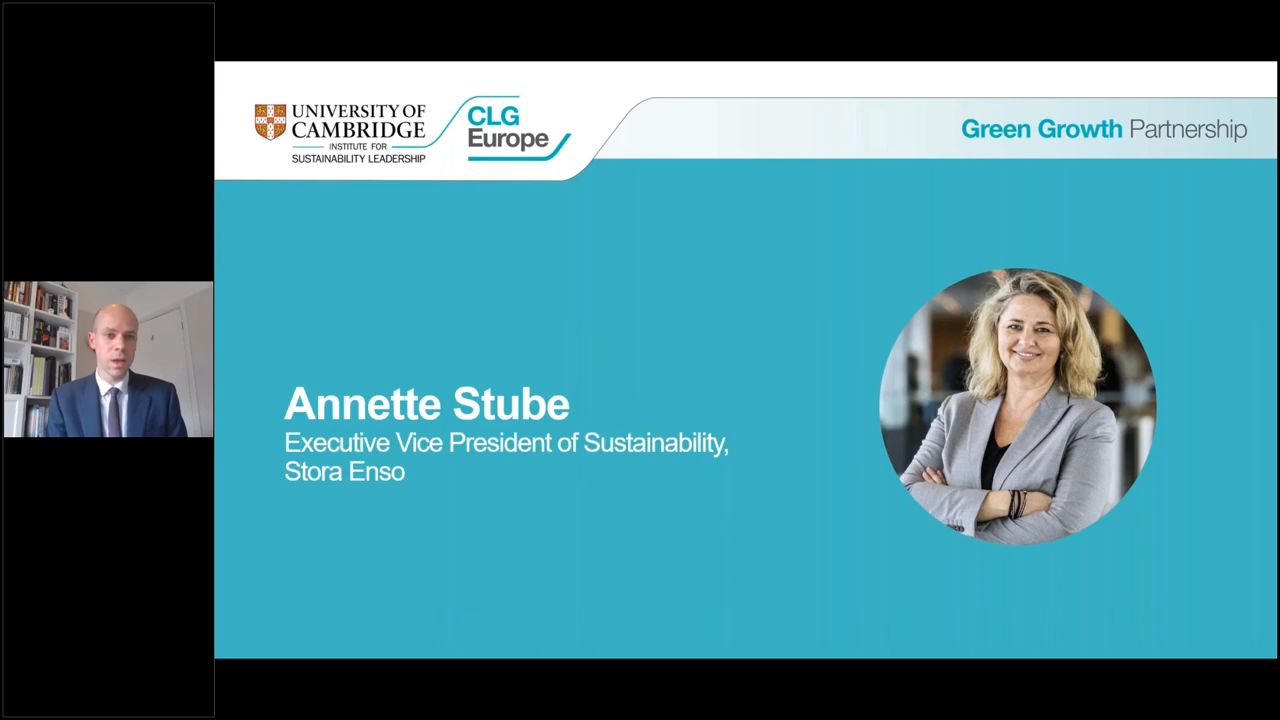 UNIVERSITY OF
CAMBRIDGE
INSTITUTE FOR
SUSTAINABILITY LEADERSHIP
CLG
Europe
Green Growth Partnership
Annette Stube
Executive Vice President of Sustainability,
Stora Enso